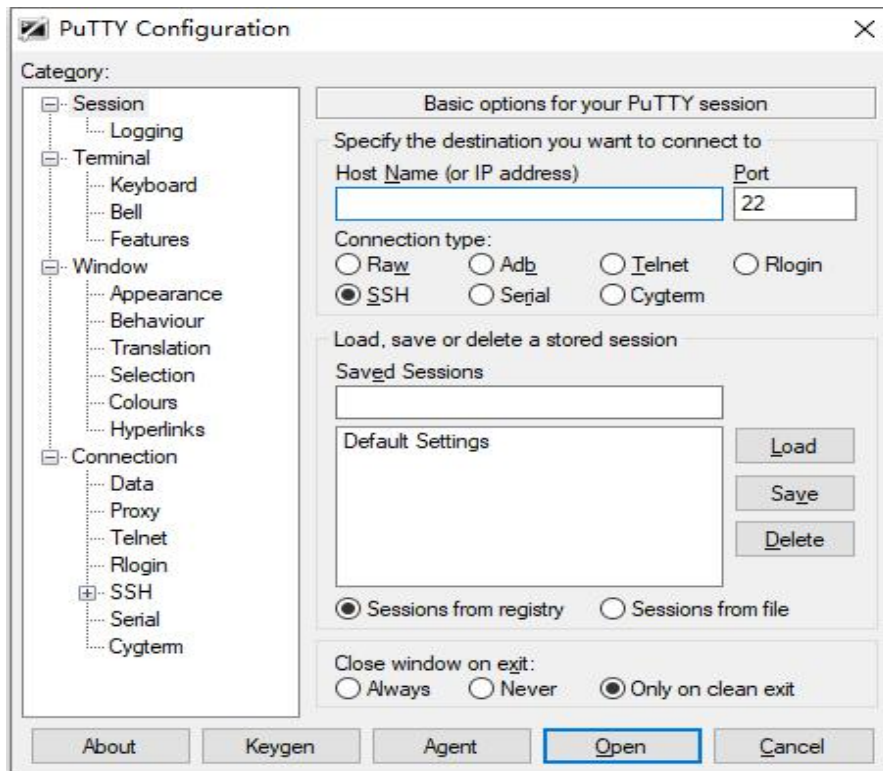 PuTTY Configuration
Category:
Session
Logging
Terminal
Keyboard
Bell
Features
Window
Appearance
Behaviour
Translation
Selection
Colours
Hyperlinks
Connection
Data
Proxy
Telnet
Rlogin
SSH
Serial
Cygterm
Basic options for your PuTTY session
Specify the destination you want to connect to
Host Name (or IP address) Port
22
Connection type:
Raw Adb Telnet Rlogin
SSH Serial Cygterm
Load, save or delete a stored session
Saved Sessions
Default Settings
Load
Save
Delete
Sessions from registry Sessions from file
Close window on exit:
Always Never Only on clean exit
About Keygen Agent Open Cancel